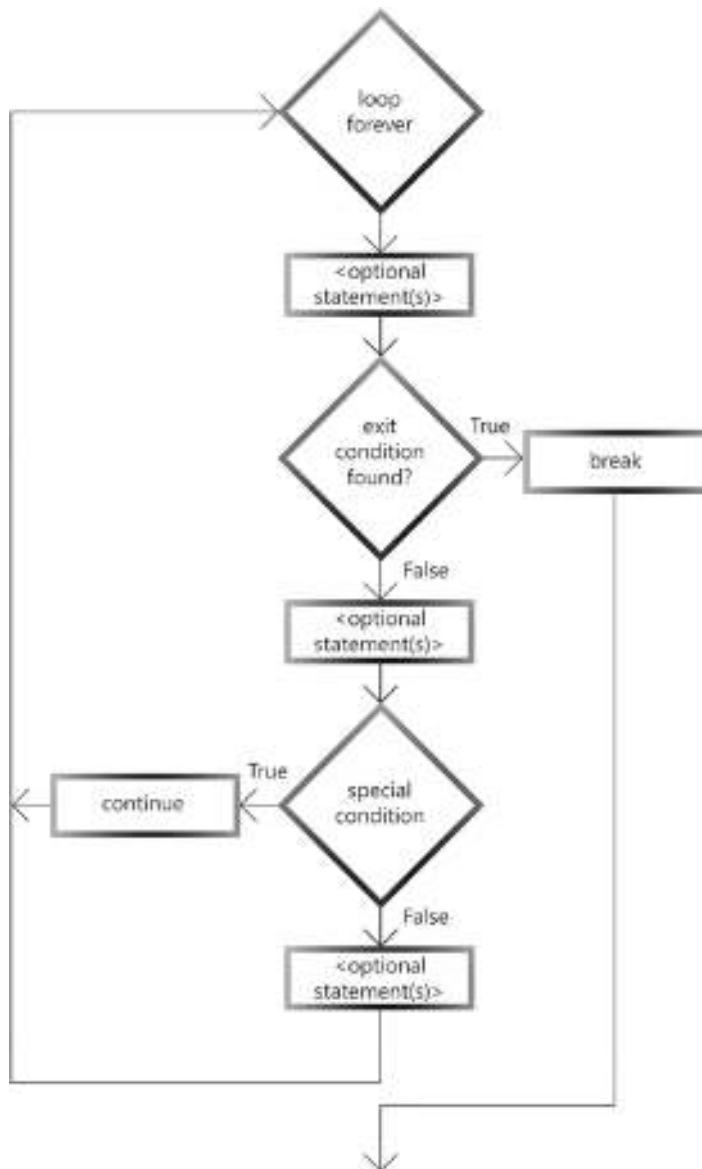 loop
forever
<optional
statement(s)>
exit
condition
found?
True
break
False
<optional
statement(s)>
True
continue
special
condition
False
<optional
statement(s)>